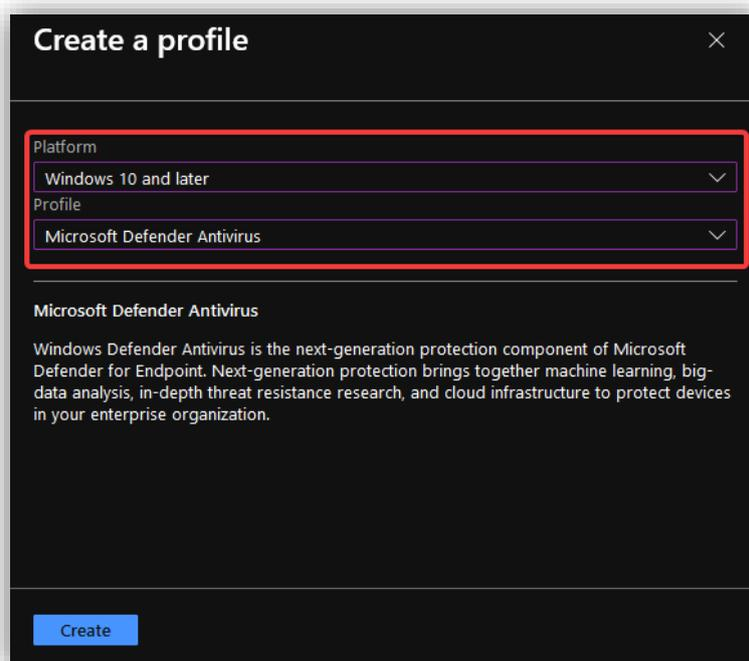 Create a profile
Platform
Windows 10 and later
Profile
Microsoft Defender Antivirus
Microsoft Defender Antivirus
Windows Defender Antivirus is the next-generation protection component of Microsoft
Defender for Endpoint. Next-generation protection brings together machine learning, big-
data analysis, in-depth threat resistance research, and cloud infrastructure to protect devices
in your enterprise organization.
Create